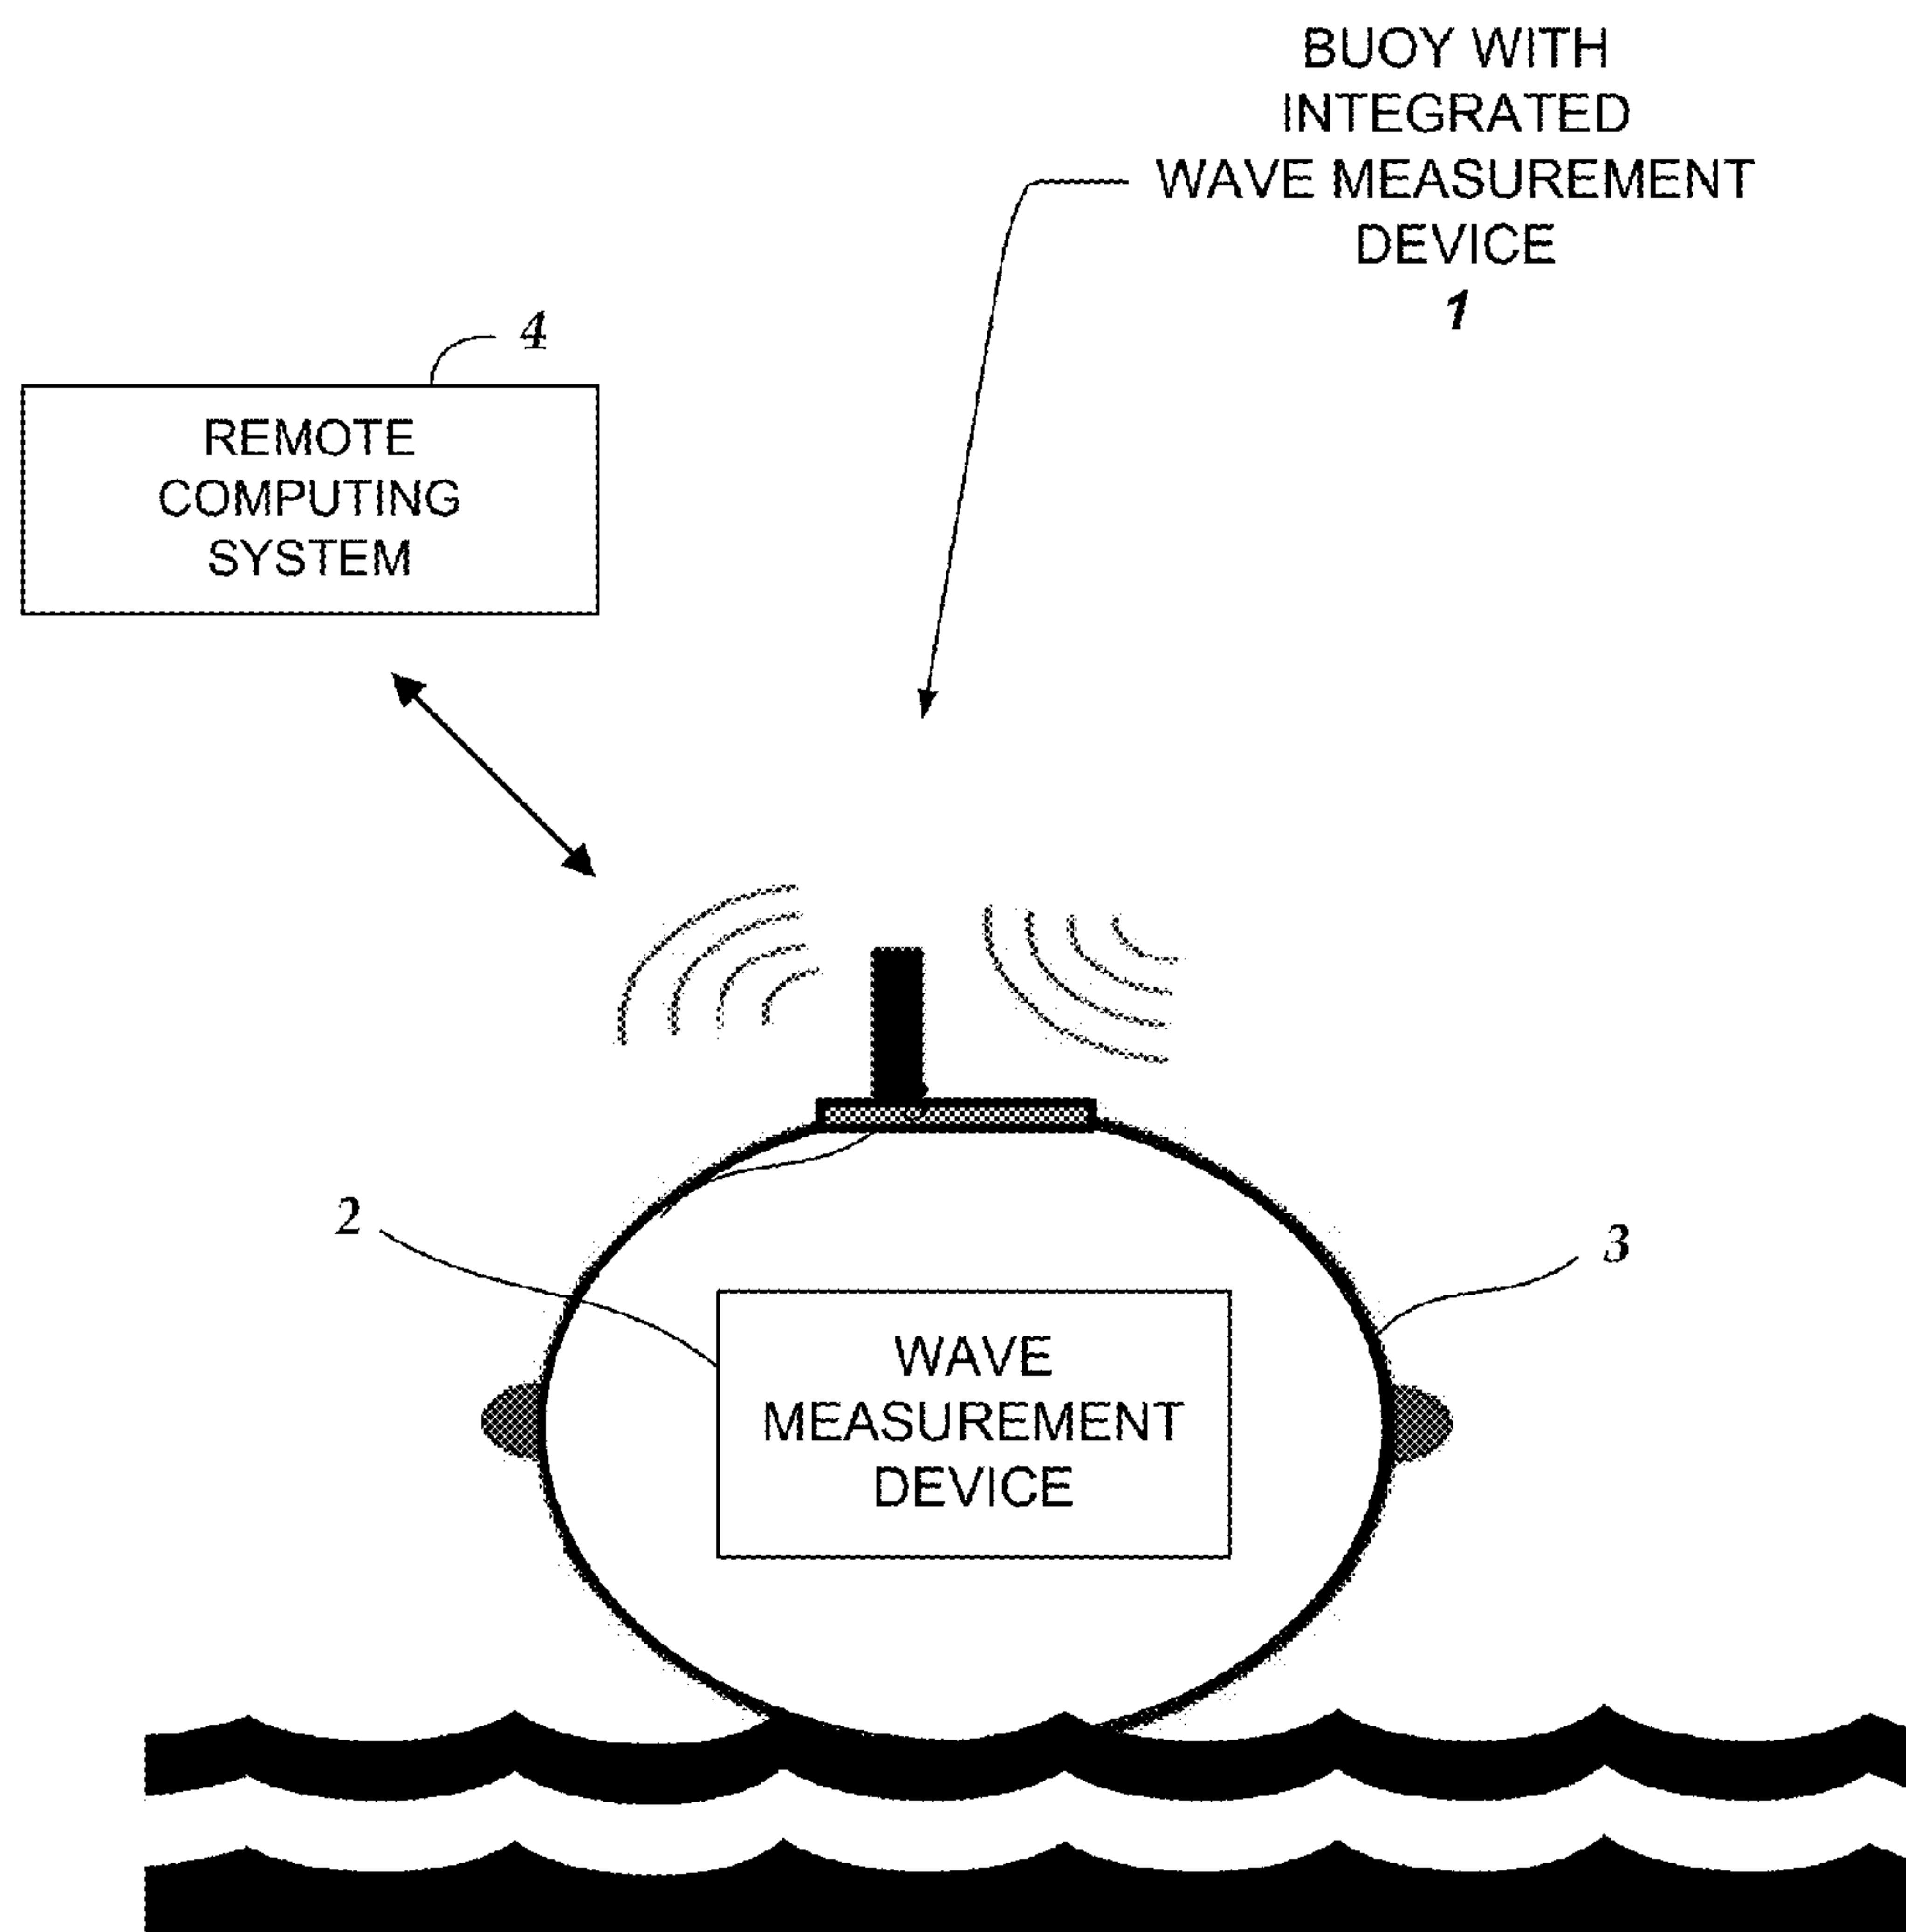 BUOY WITH
INTEGRATED
WAVE MEASUREMENT
DEVICE
1
4
REMOTE
COMPUTING
SYSTEM
2
3
WAVE
MEASUREMENT
DEVICE